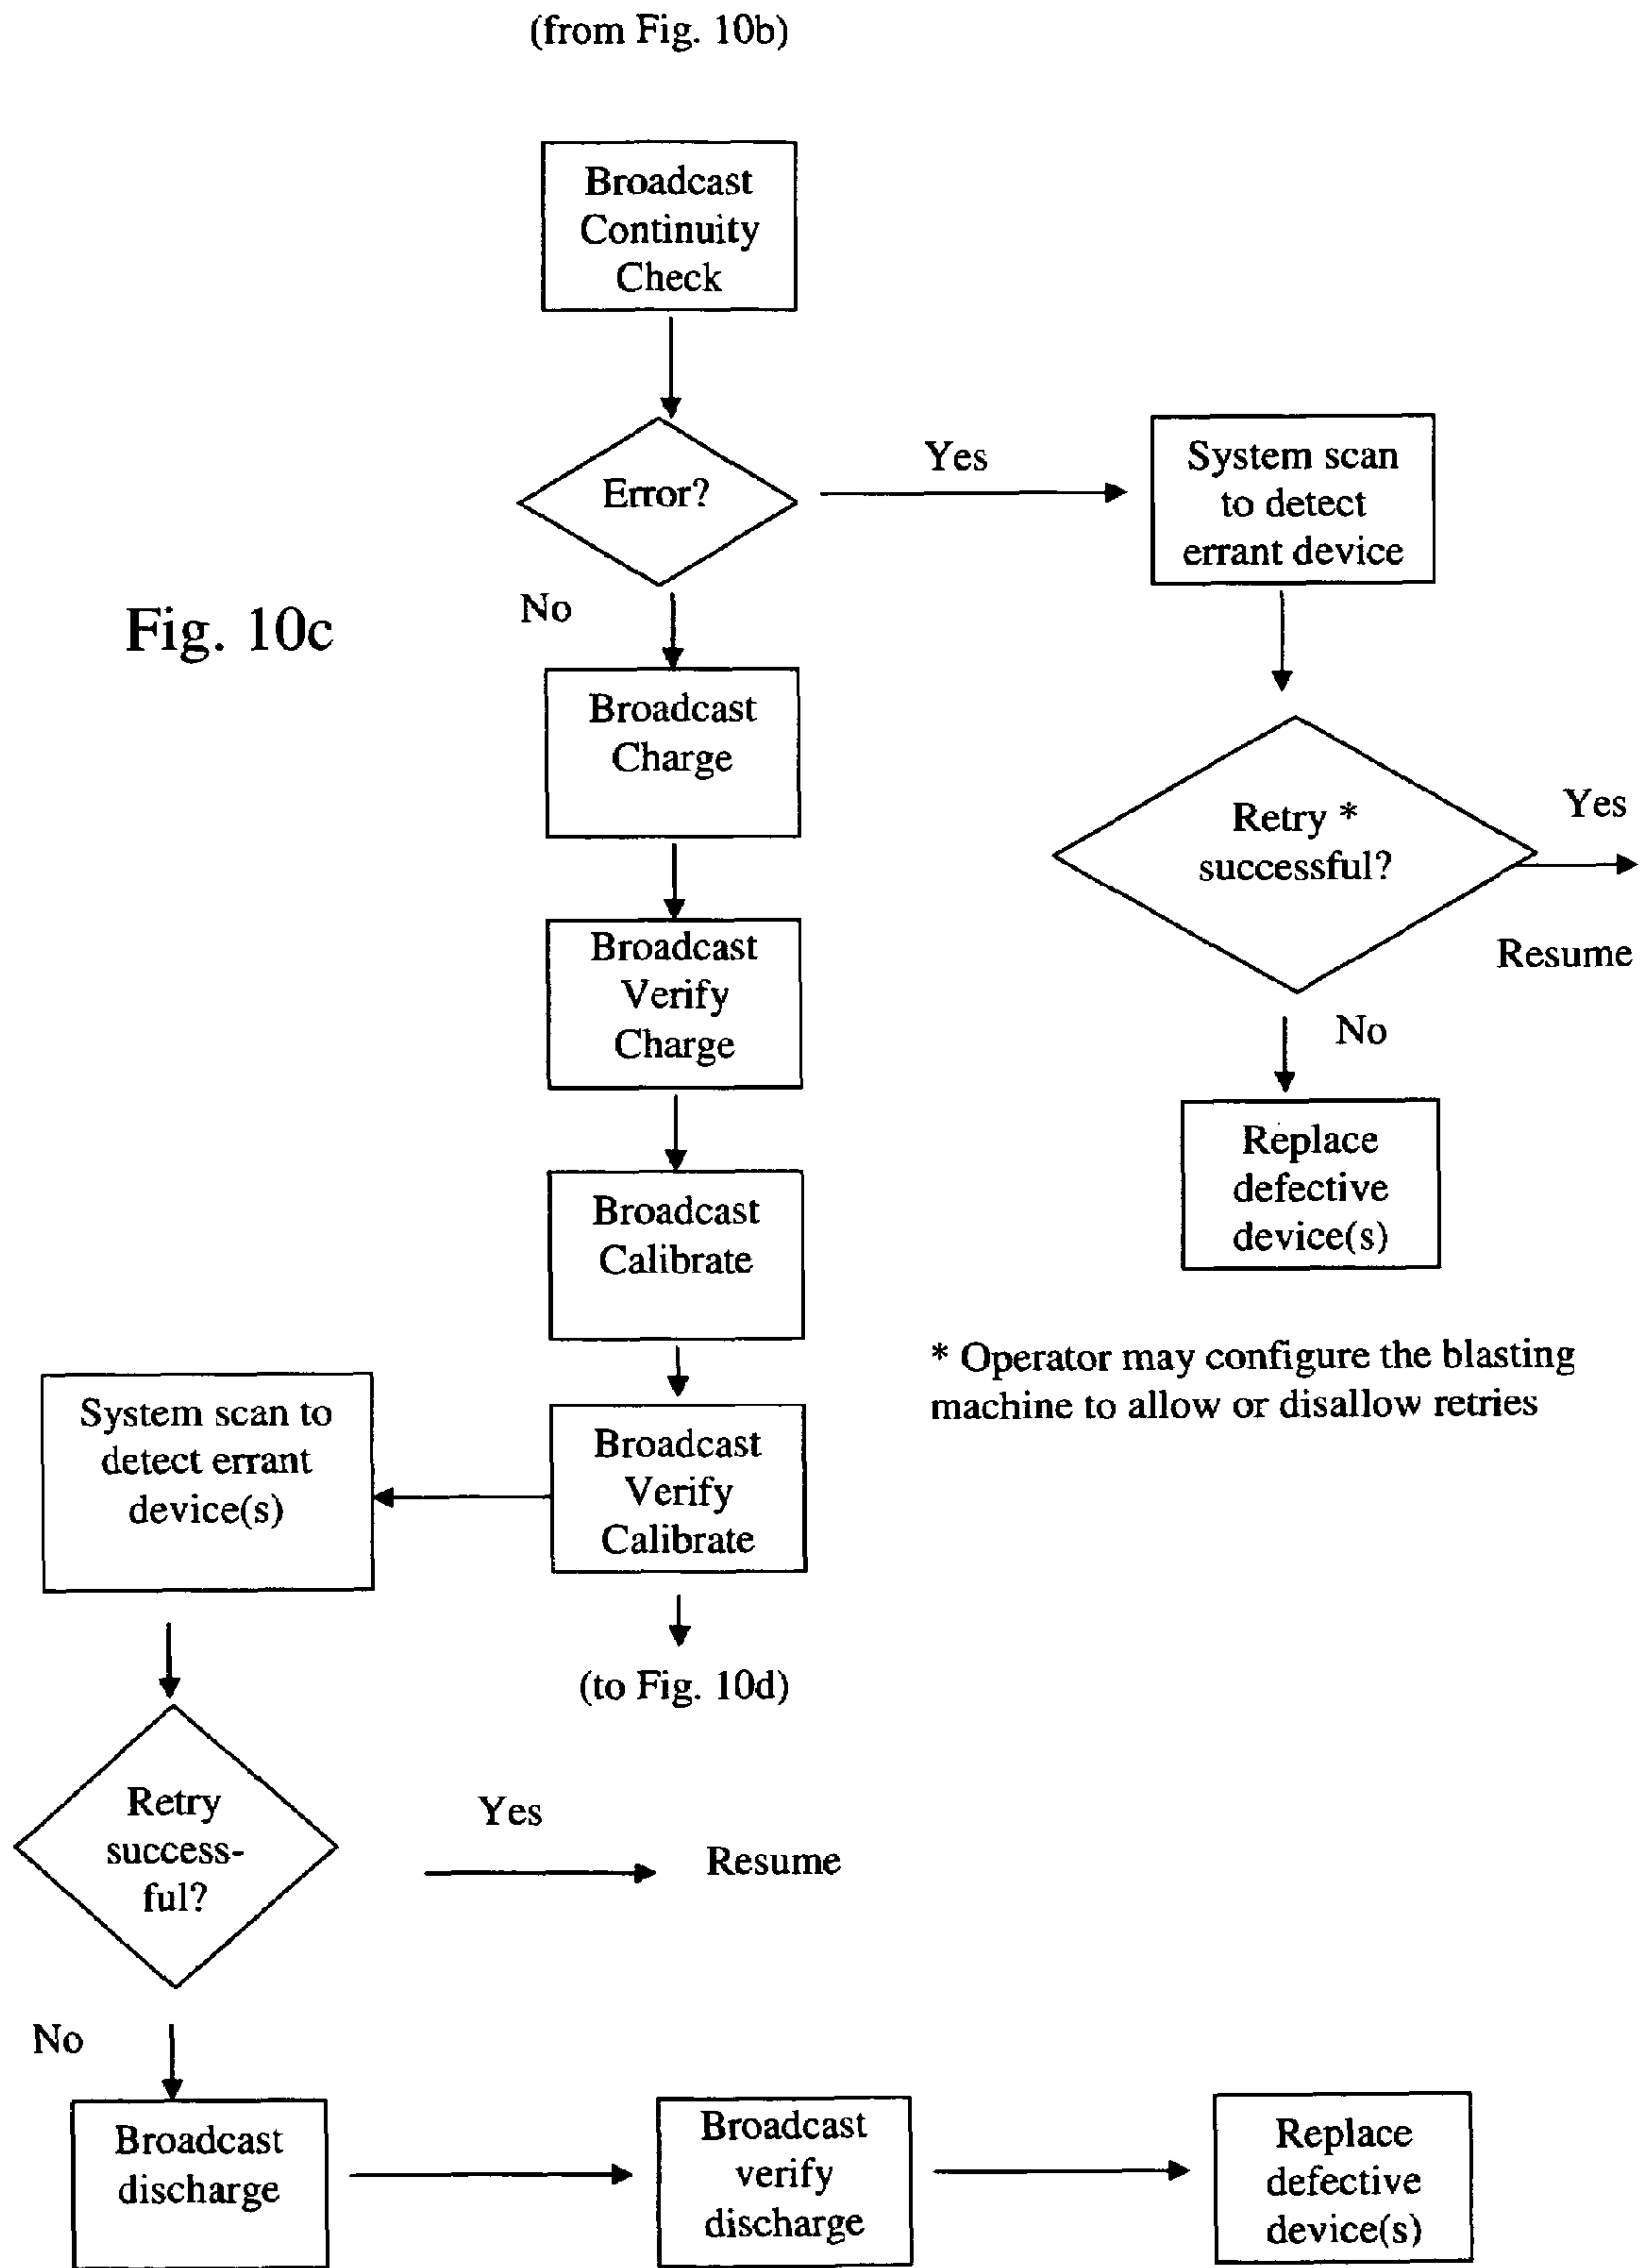 (from Fig. 10b)
Broadcast
Continuity
Check
Error?
Yes
System scan
to detect
errant device
No
Fig. 10c
Broadcast
Charge
Retry *
successful?
Yes
Resume
Broadcast
Verify
Charge
No
Replace
defective
device(s)
Broadcast
Calibrate
* Operator may configure the blasting
machine to allow or disallow retries
System scan to
detect errant
device(s)
Broadcast
Verify
Calibrate
(to Fig. 10d)
Retry
success-
ful?
Yes
Resume
No
Broadcast
discharge
Broadcast
verify
discharge
Replace
defective
device(s)